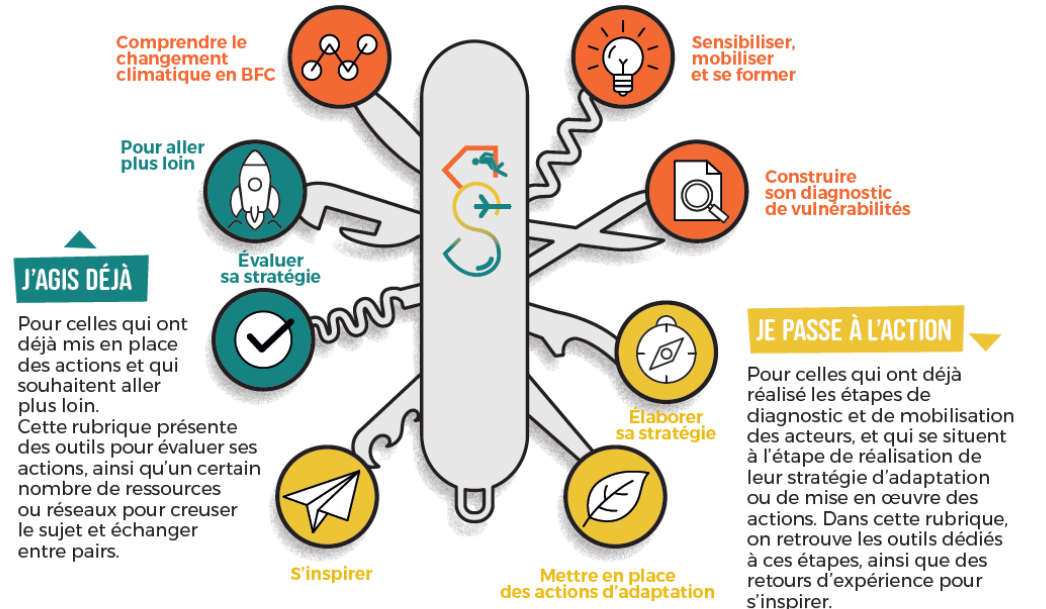 Comprendre le
changement
climatique en BFC
Sensibiliser,
mobiliser
et se former
Pour aller
plus loin
Construire
son diagnostic
de vulnérabilités
Évaluer
sa stratégie
J'AGIS DÉJÀ
Pour celles qui ont
déjà mis en place
des actions et qui
souhaitent aller
plus loin.
Cette rubrique présente
des outils pour évaluer ses
actions, ainsi qu'un certain
nombre de ressources
ou réseaux pour creuser
le sujet et échanger
entre pairs.
JE PASSE À L'ACTION
Pour celles qui ont déjà
réalisé les étapes de
diagnostic et de mobilisation
des acteurs, et qui se situent
à l'étape de réalisation de
leur stratégie d'adaptation
ou de mise en œuvre des
actions. Dans cette rubrique,
on retrouve les outils dédiés
à ces étapes, ainsi que des
retours d'expérience pour
s'inspirer.
Élaborer
sa stratégie
S'inspirer
Mettre en place
des actions d'adaptation